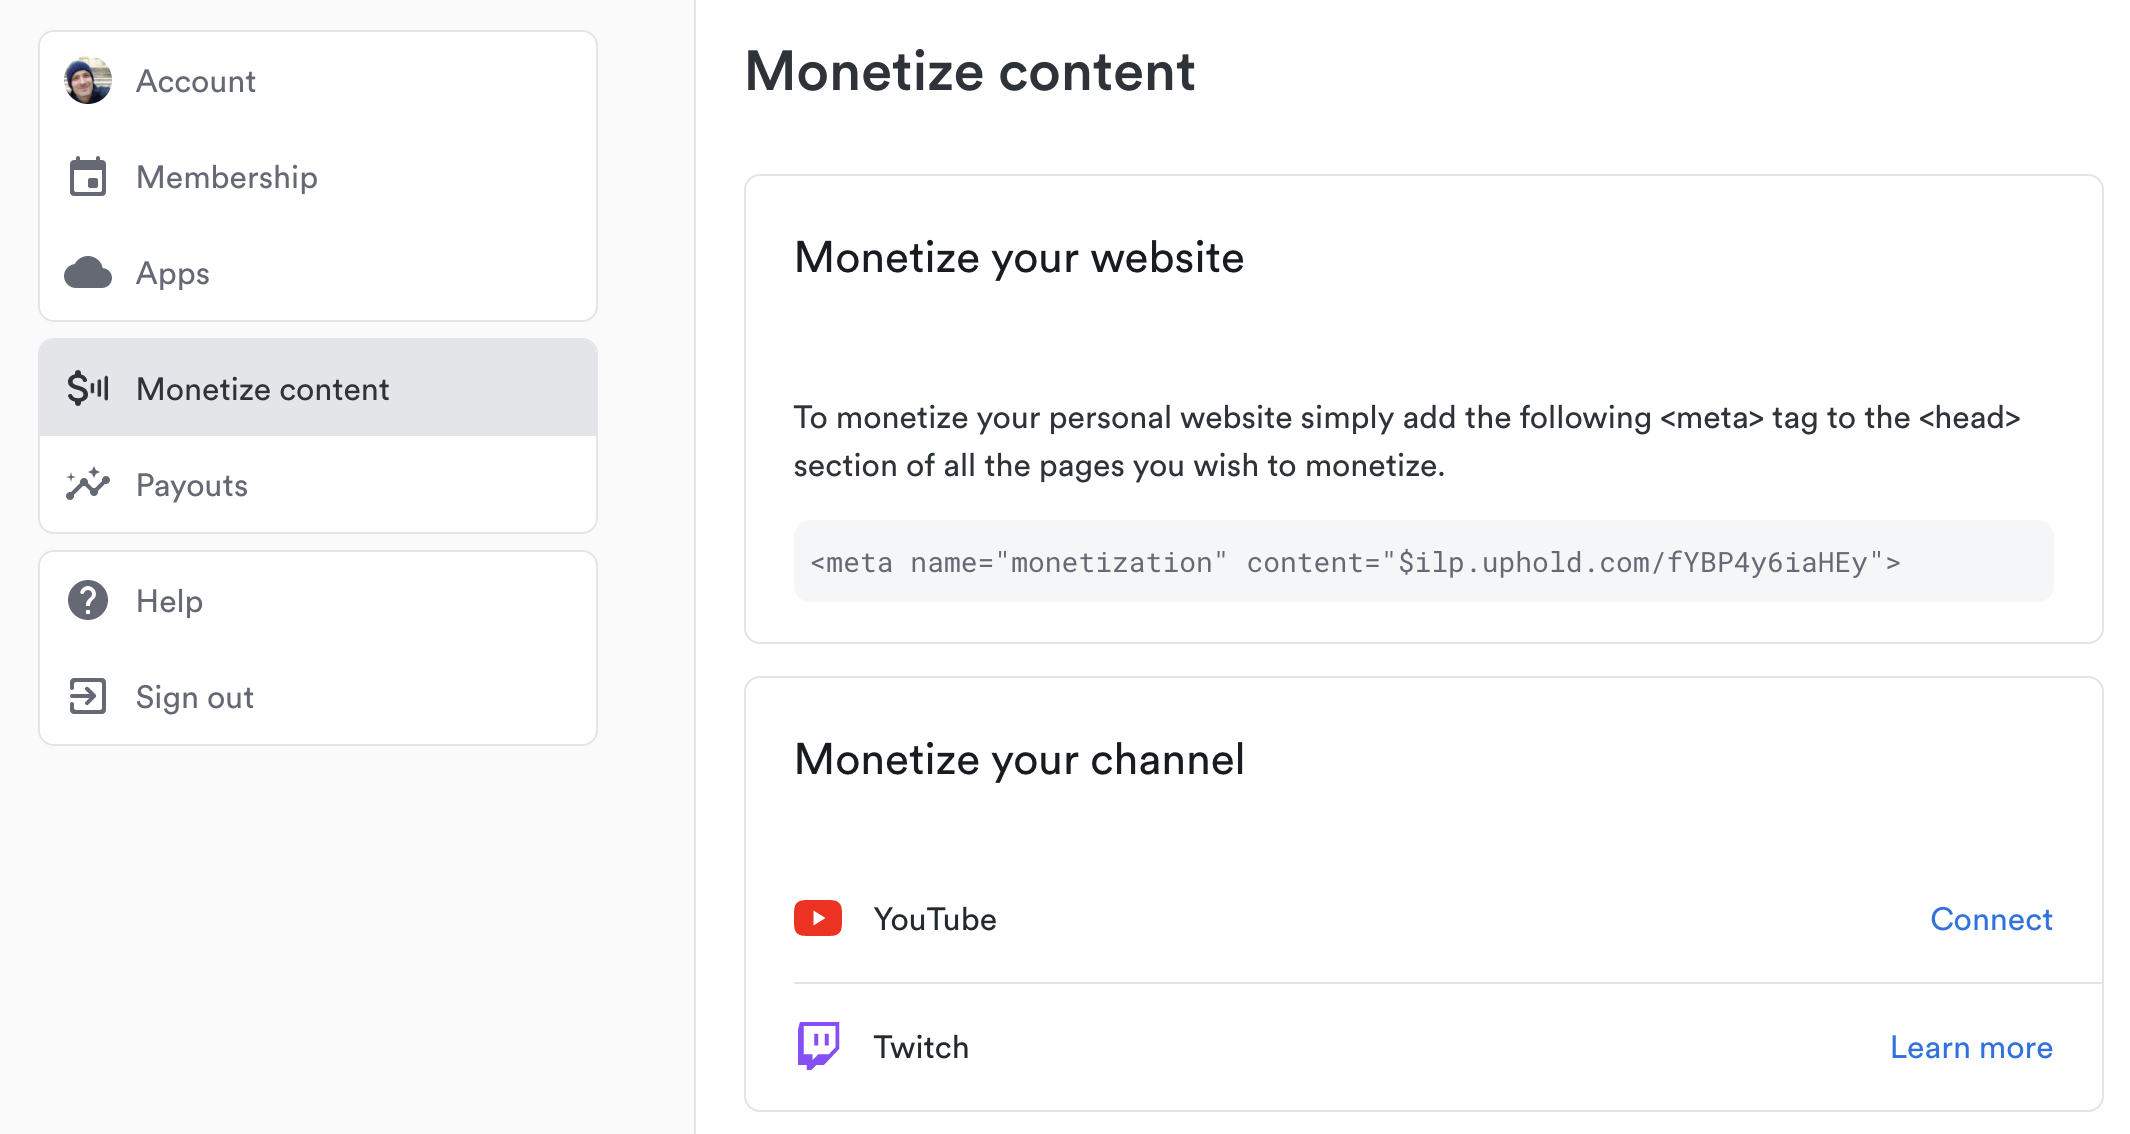 Account
Membership
Apps
Monetize content
Payouts
Help
Sign out
Monetize content
Monetize your website
To monetize your personal website simply add the following <meta> tag to the <head>
section of all the pages you wish to monetize.
<meta name="monetization" content="$ilp.uphold.com/fYBP4y6iaHEy">
Monetize your channel
YouTube
Connect
Twitch
Learn more